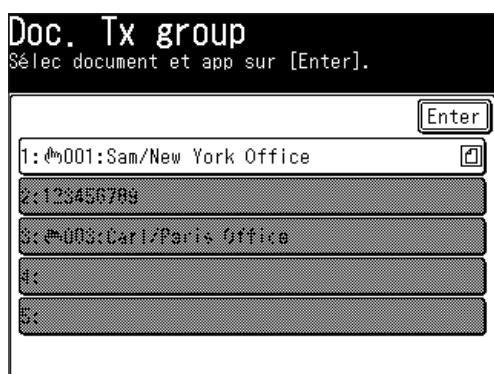 Doc. Tx group
Sélec document et app sur [Enter].
Enter
1:001:Sam/New York Office
2:123456789
3:003:Carl/Paris Office
4:
5: